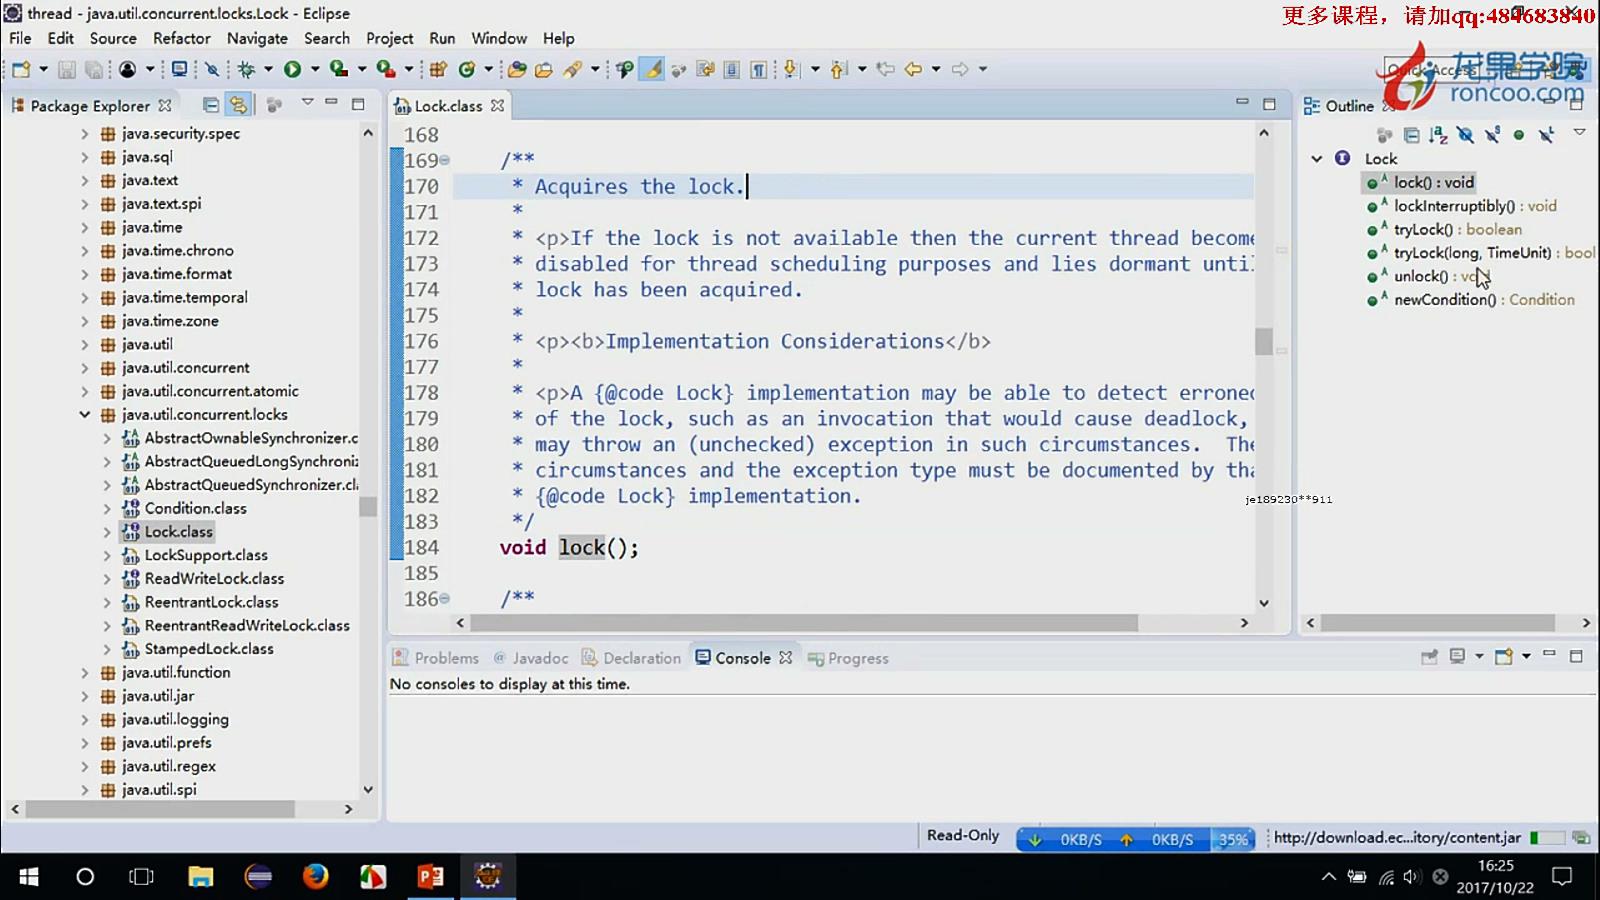 thread - java.util.concurrent.locks.Lock - Eclipse
更多课程，请加qq:484683840
File Edit Source Refactor Navigate Search Project Run Window Help
Quick Access
龙果学院
roncoo.com
Package Explorer
java.security.spec
java.sql
java.text
java.text.spi
java.time
java.time.chrono
java.time.format
java.time.temporal
java.time.zone
java.util
java.util.concurrent
java.util.concurrent.atomic
java.util.concurrent.locks
AbstractOwnableSynchronizer.c
AbstractQueuedLongSynchroni
AbstractQueuedSynchronizer.cl
Condition.class
Lock.class
LockSupport.class
ReadWriteLock.class
ReentrantLock.class
ReentrantReadWriteLock.class
StampedLock.class
java.util.function
java.util.jar
java.util.logging
java.util.prefs
java.util.regex
java.util.spi
Lock.class
168
169 /**
170 * Acquires the lock.
171 *
172 * <p>If the lock is not available then the current thread become
173 * disabled for thread scheduling purposes and lies dormant until
174 * lock has been acquired.
175 *
176 * <p><b>Implementation Considerations</b>
177 *
178 * <p>A {@code Lock} implementation may be able to detect erroneo
179 * of the lock, such as an invocation that would cause deadlock,
180 * may throw an (unchecked) exception in such circumstances. The
181 * circumstances and the exception type must be documented by tha
182 * {@code Lock} implementation.
183 */
184 void lock();
185
186 /**
je189230**911
Outline
Lock
lock() : void
lockInterruptibly() : void
tryLock() : boolean
tryLock(long, TimeUnit) : bool
unlock() : void
newCondition() : Condition
Problems @ Javadoc Declaration Console Progress
No consoles to display at this time.
Read-Only
0KB/S 0KB/S 35%
http://download.ec...itory/content.jar
16:25
2017/10/22